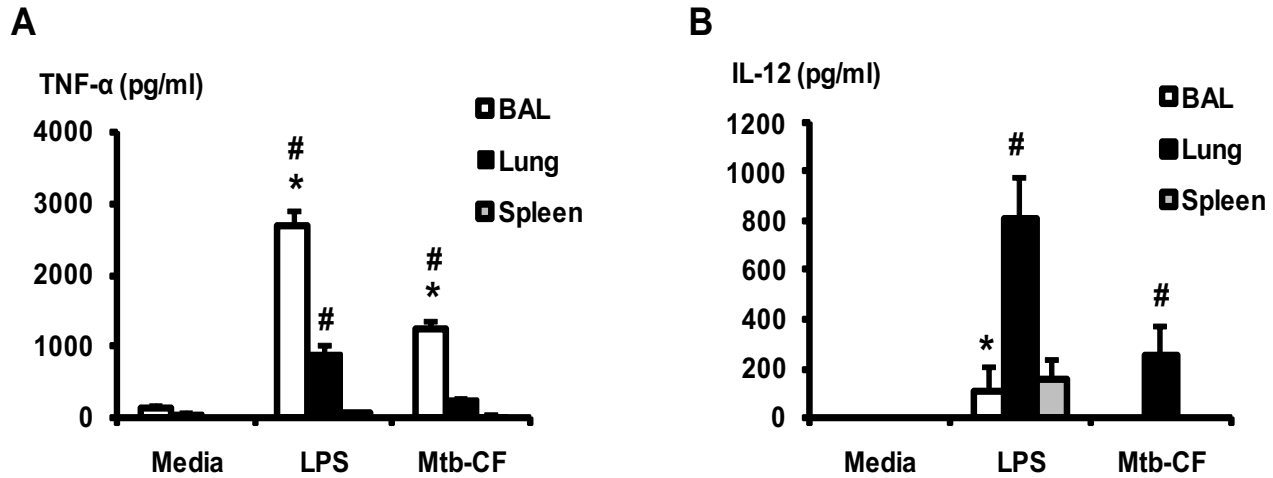 A
TNF-α (pg/ml)
BAL
Lung
Spleen
4000
3000
2000
1000
0
#
*
#
#
*
Media LPS Mtb-CF
B
IL-12 (pg/ml)
BAL
Lung
Spleen
1200
1000
800
600
400
200
0
*
#
#
Media LPS Mtb-CF